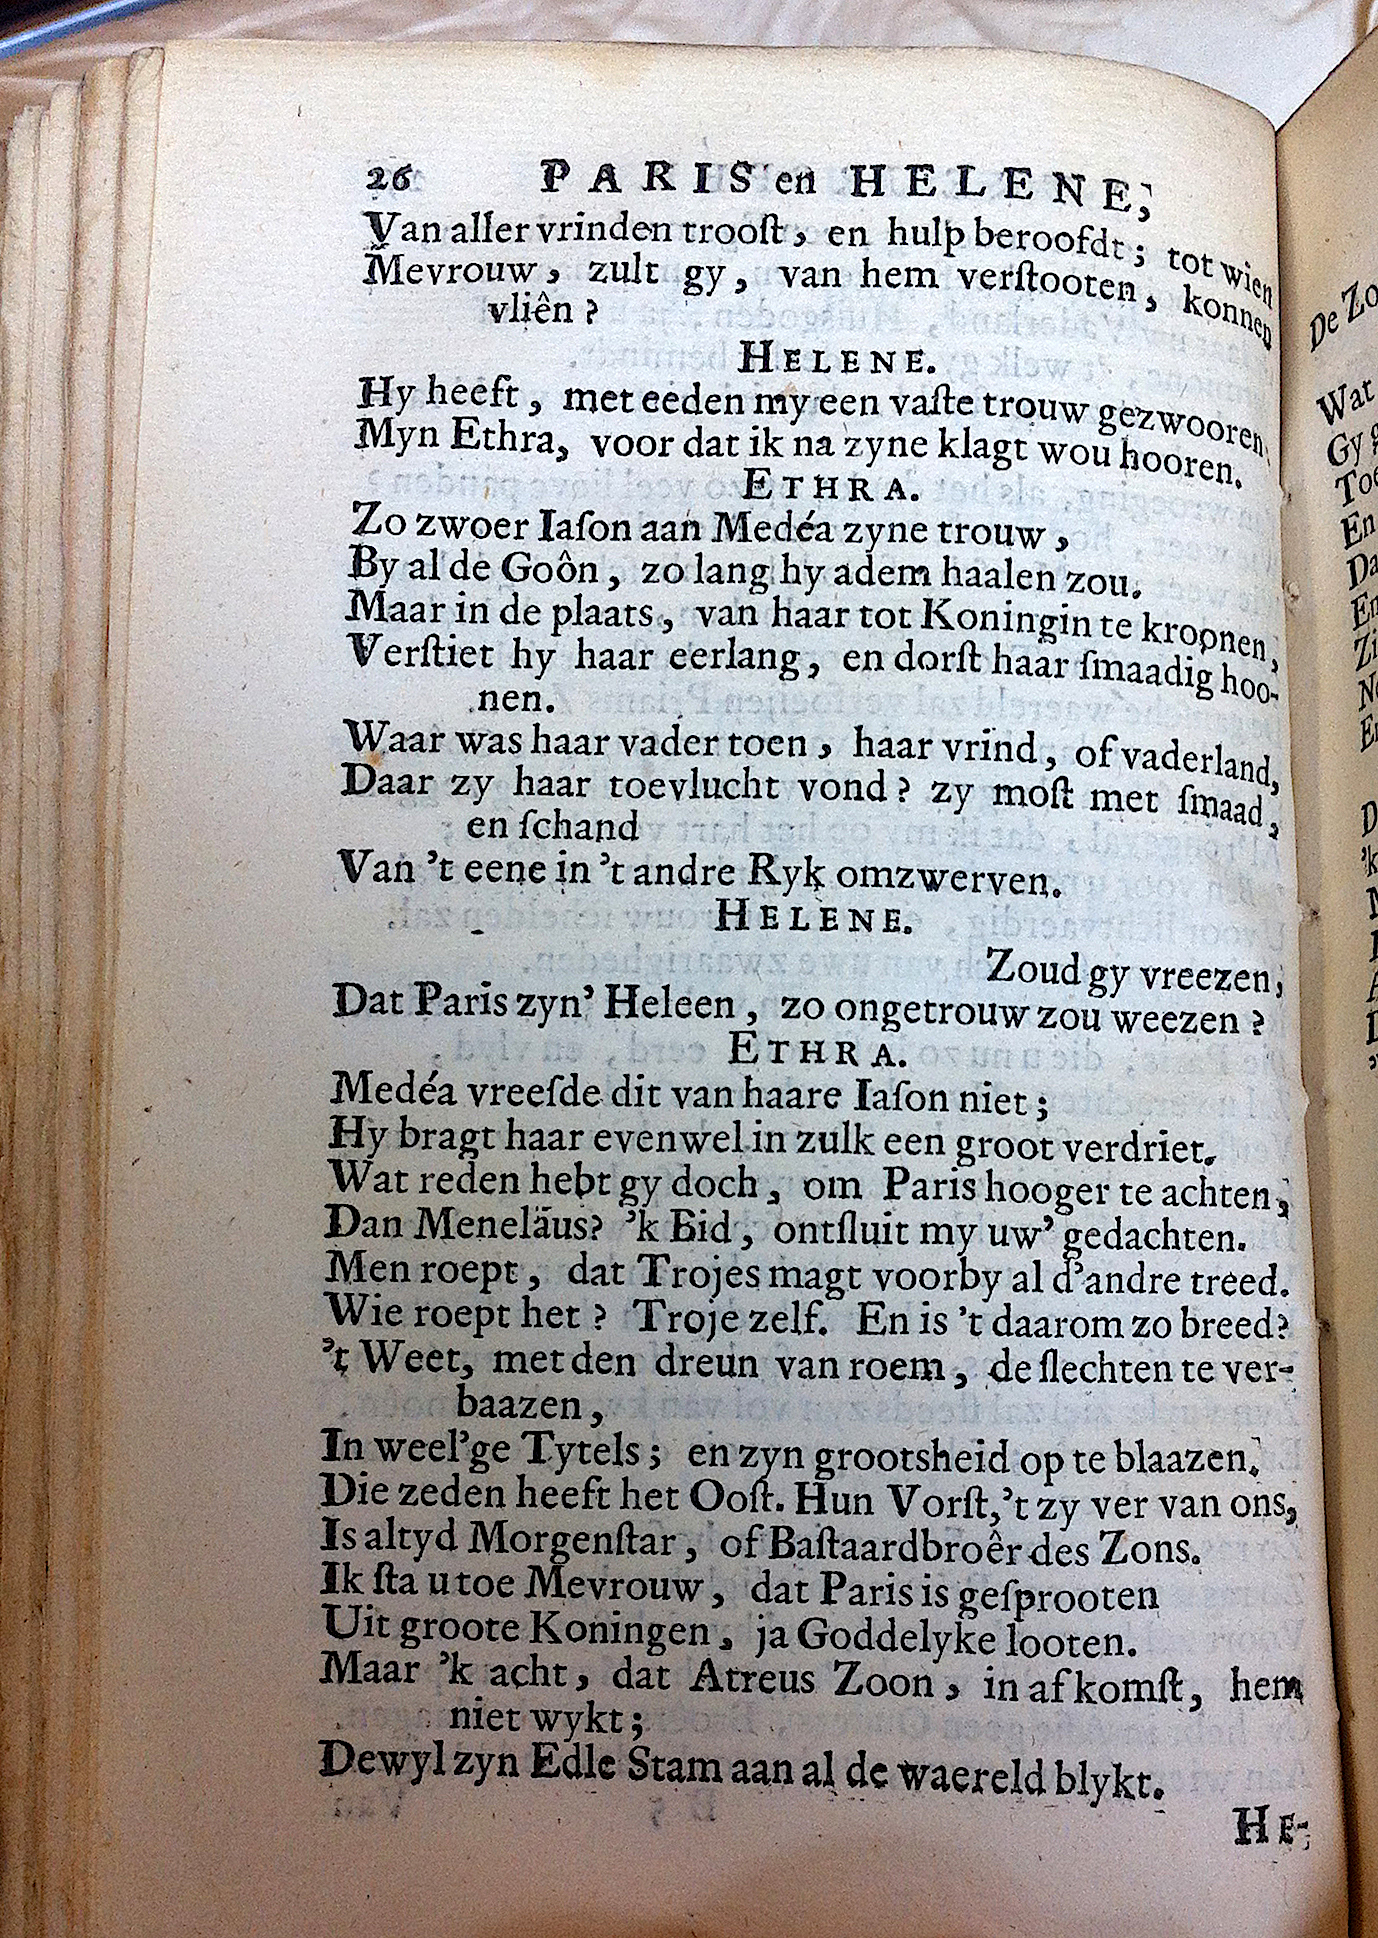 26 PARIS en HELENE,
Van aller vrinden trooſt, en hulp beroofdt; tot wien
Mevrouw, zult gy, van hem verſtooten, konnen
vliên?
HELENE.
Hy heeft, met eeden my een vaſte trouw gezwooren
Myn Ethra, voor dat ik na zyne klagt wou hooren.
ETHRA.
Zo zwoer Iaſon aan Medéa zyne trouw,
By al de Goôn, zo lang hy adem haalen zou.
Maar in de plaats, van haar tot Koningin te kroonen,
Verſtiet hy haar eerlang, en dorſt haar ſmaadig hoo-
nen.
Waar was haar vader toen, haar vrind, of vaderland,
Daar zy haar toevlucht vond? zy moſt met ſmaad,
en ſchand
Van 't eene in 't andre Ryk omzwerven.
HELENE.
Zoud gy vreezen,
Dat Paris zyn' Heleen, zo ongetrouw zou weezen?
ETHRA.
Medéa vreeſde dit van haare Iaſon niet;
Hy bragt haar evenwel in zulk een groot verdriet.
Wat reden hebt gy doch, om Paris hooger te achten,
Dan Meneläus? 'k Bid, ontſluit my uw' gedachten.
Men roept, dat Trojes magt voorby al d'andre treed.
Wie roept het? Troje zelf. En is 't daarom zo breed?
't Weet, met den dreun van roem, de ſlechten te ver-
baazen,
In weel'ge Tytels; en zyn grootsheid op te blaazen.
Die zeden heeft het Ooſt. Hun Vorſt, 't zy ver van ons,
Is altyd Morgenſtar, of Baſtaardbroêr des Zons.
Ik ſta u toe Mevrouw, dat Paris is geſprooten
Uit groote Koningen, ja Goddelyke looten.
Maar 'k acht, dat Atreus Zoon, in afkomſt, hem
niet wykt;
Dewyl zyn Edle Stam aan al de waereld blykt.
HE-
De Zo
Wat
Gy g
Toe
En
Da
En
Zi